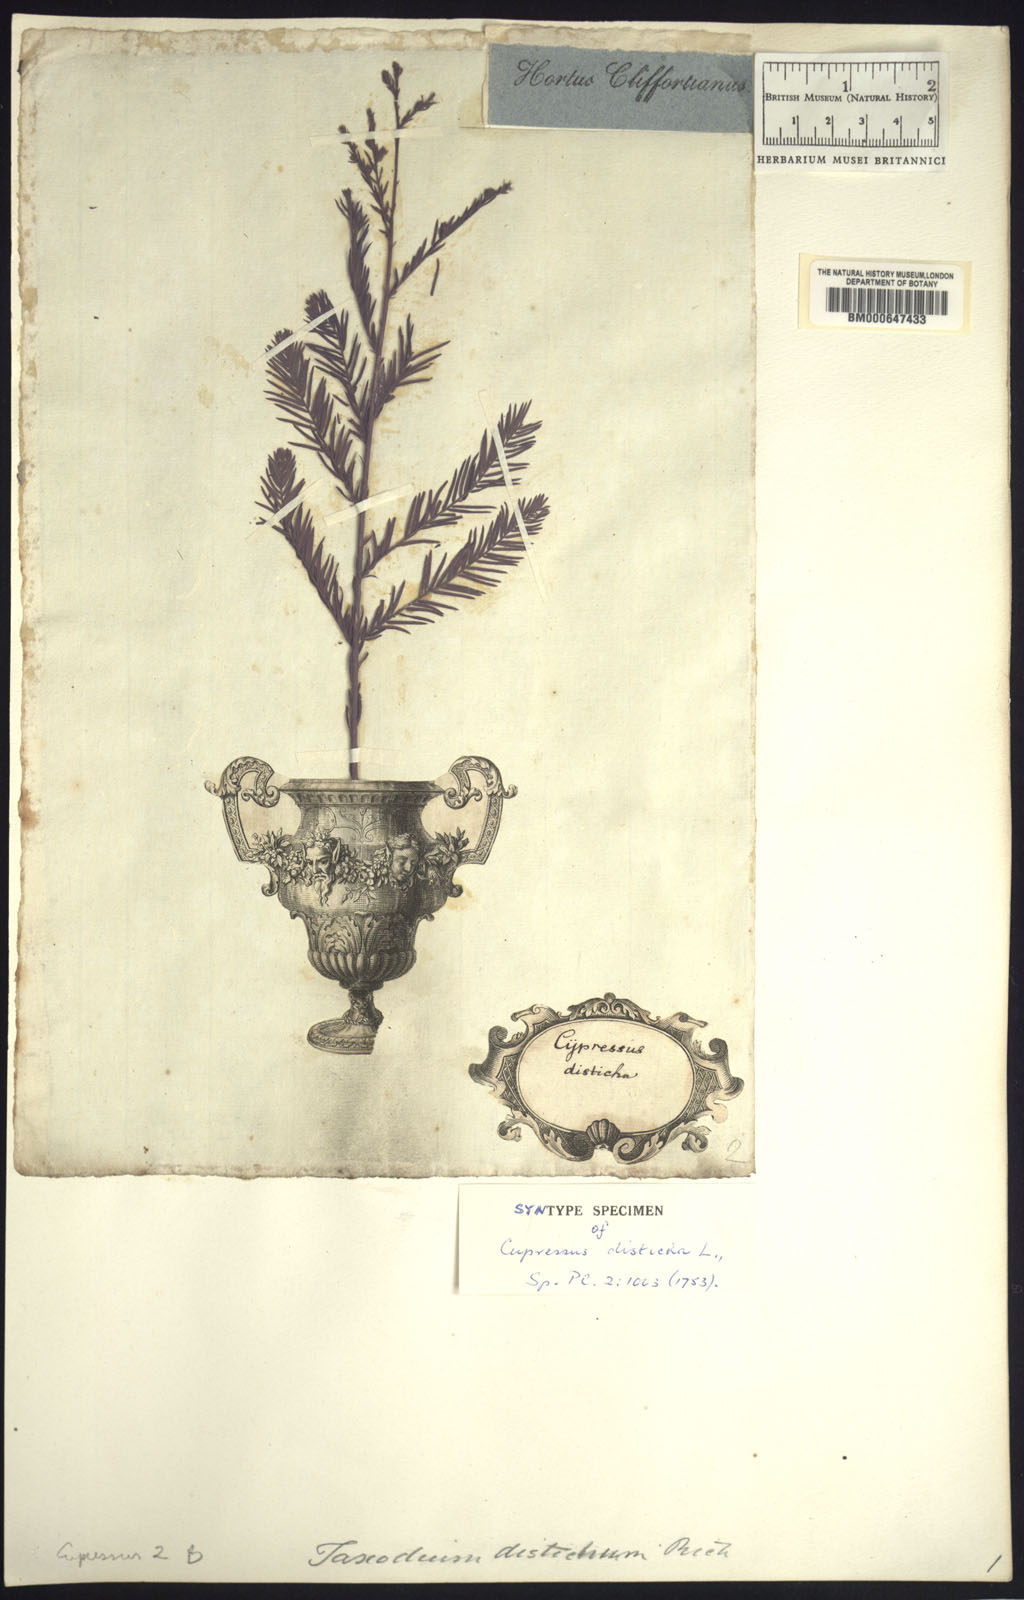 Hortus Cliffortianus
1 2
BRITISH MUSEUM (NATURAL HISTORY)
1 2 3 4 5
HERBARIUM MUSEI BRITANNICI
THE NATURAL HISTORY MUSEUM, LONDON
DEPARTMENT OF BOTANY
BM000647433
Cÿpressus
disticha
2
SYNTYPE SPECIMEN
of
Cupressus disticha L.,
Sp. Pl. 2: 1003 (1753).
Cupressus 2
Taxodium distichum Rich
1